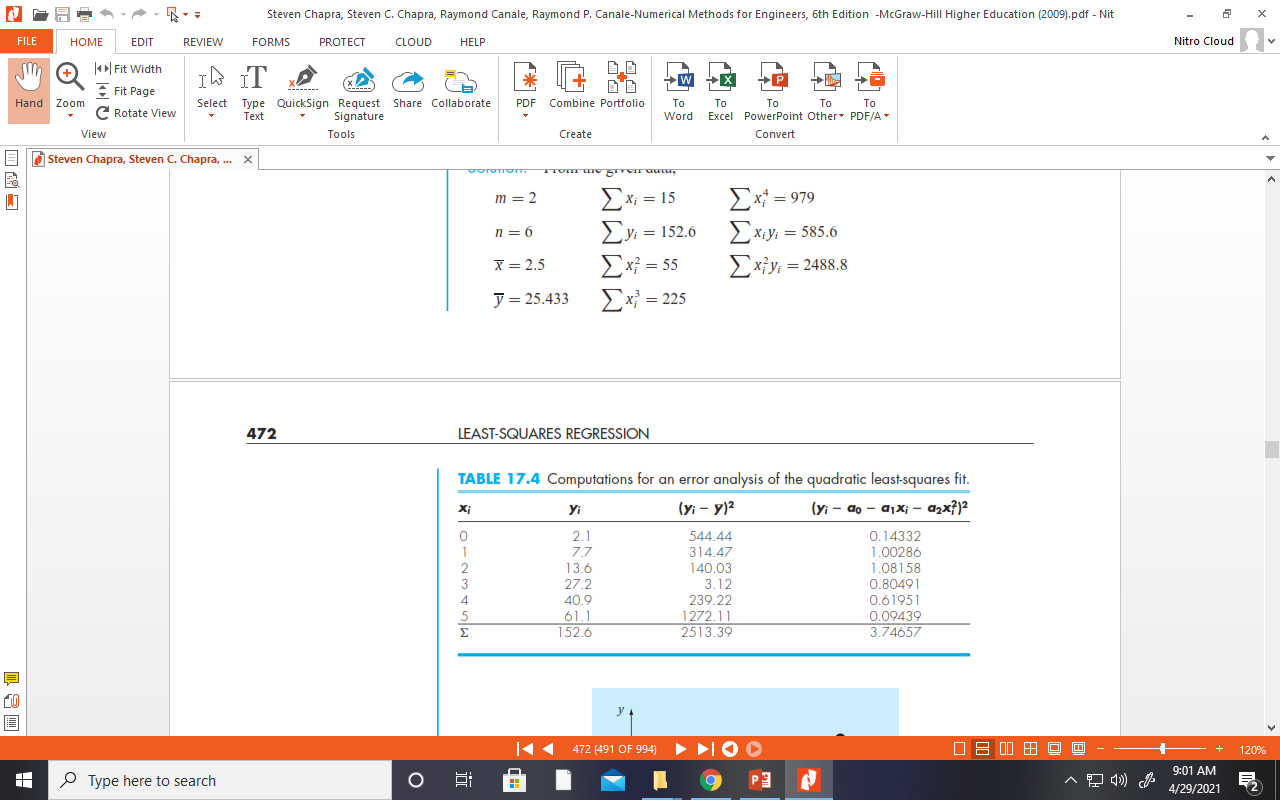 Steven Chapra, Steven C. Chapra, Raymond Canale, Raymond P. Canale-Numerical Methods for Engineers, 6th Edition -McGraw-Hill Higher Education (2009).pdf - Nit
FILE HOME EDIT REVIEW FORMS PROTECT CLOUD HELP Nitro Cloud
Hand
Zoom
Fit Width
Fit Page
Rotate View
View
Select
Type Text
QuickSign
Request Signature
Share
Collaborate
Tools
PDF
Combine
Portfolio
Create
To Word
To Excel
To PowerPoint
To Other
To PDF/A
Convert
Steven Chapra, Steven C. Chapra, ...
Solution. From the given data,
m = 2 ∑ xᵢ = 15 ∑ xᵢ⁴ = 979
n = 6 ∑ yᵢ = 152.6 ∑ xᵢyᵢ = 585.6
x̅ = 2.5 ∑ xᵢ² = 55 ∑ xᵢ²yᵢ = 2488.8
y̅ = 25.433 ∑ xᵢ³ = 225
472 LEAST-SQUARES REGRESSION
TABLE 17.4 Computations for an error analysis of the quadratic least-squares fit.
xᵢ yᵢ (yᵢ − y̅)² (yᵢ − a₀ − a₁xᵢ − a₂xᵢ²)²
0 2.1 544.44 0.14332
1 7.7 314.47 1.00286
2 13.6 140.03 1.08158
3 27.2 3.12 0.80491
4 40.9 239.22 0.61951
5 61.1 1272.11 0.09439
Σ 152.6 2513.39 3.74657
y
472 (491 OF 994) 120%
Type here to search
9:01 AM
4/29/2021
2